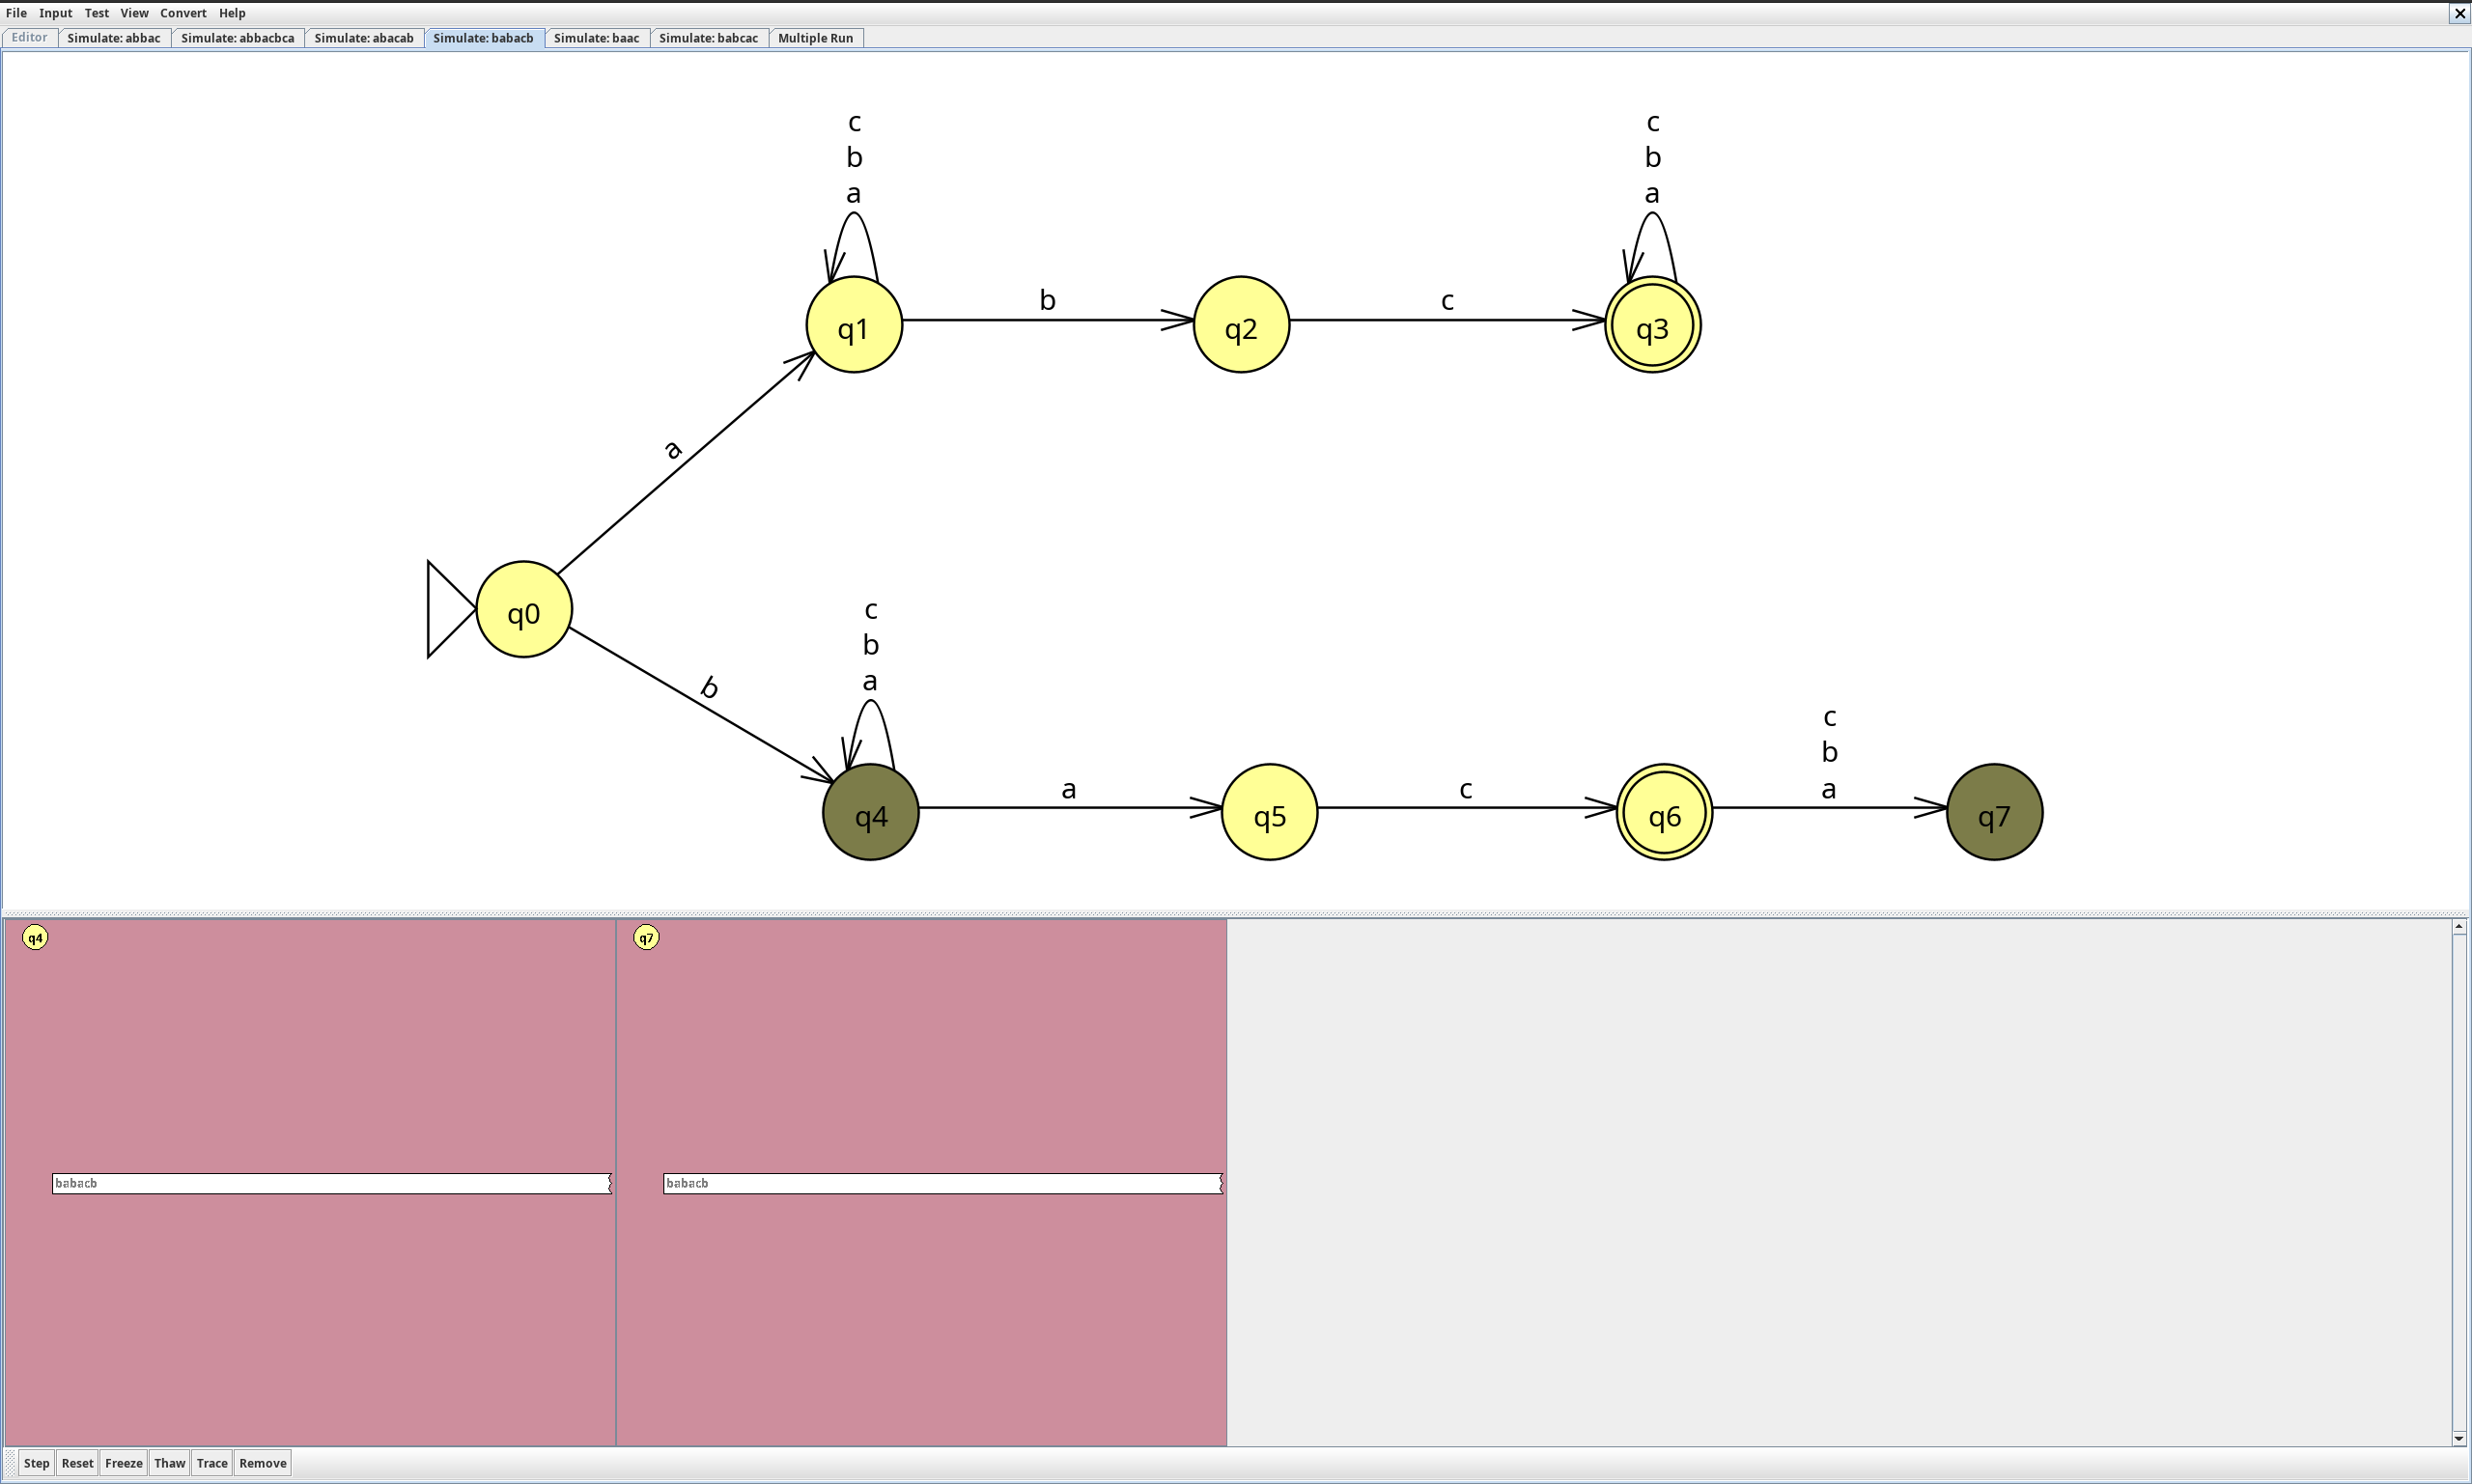 File Input Test View Convert Help
Editor Simulate: abbac Simulate: abbacbca Simulate: abacab Simulate: babacb Simulate: baac Simulate: babcac Multiple Run
c
b
a
c
b
a
q1
b
q2
c
q3
a
q0
b
c
b
a
q4
a
q5
c
q6
c
b
a
q7
q4
q7
babacb
babacb
Step Reset Freeze Thaw Trace Remove